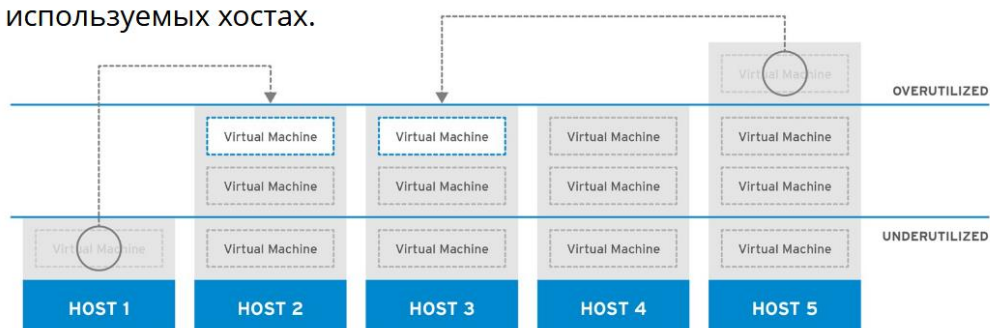 используемых хостах.
Virtual Machine
OVERUTILIZED
Virtual Machine Virtual Machine Virtual Machine Virtual Machine
Virtual Machine Virtual Machine Virtual Machine Virtual Machine
UNDERUTILIZED
Virtual Machine Virtual Machine Virtual Machine Virtual Machine Virtual Machine
HOST 1 HOST 2 HOST 3 HOST 4 HOST 5